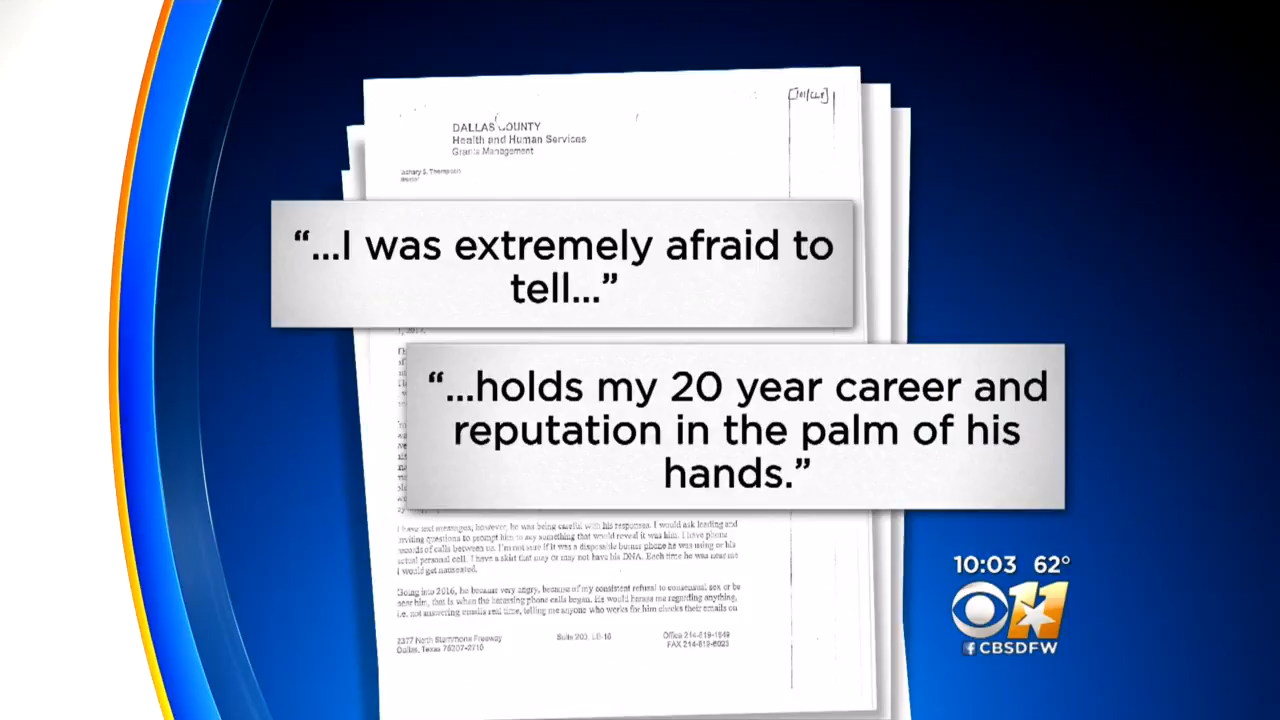 DALLAS COUNTY
Health and Human Services
Grants Management
Zachary S. Thompson
“...I was extremely afraid to
tell...”
“...holds my 20 year career and
reputation in the palm of his
hands.”
I have text messages; however, he was being careful with his responses. I would ask leading and
inviting questions to prompt him to say something that would reveal it was him. I have phone
records of calls between us. I'm not sure if it was a disposable burner phone he was using or his
actual personal cell. I have a skirt that may or may not have his DNA. Each time he was near me
I would get nauseated.
Going into 2016, he became very angry, because of my consistent refusal to consensual sex or be
near him, that is when the harassing phone calls began. He would harass me regarding anything,
i.e. not answering emails real time, telling me anyone who works for him checks their emails on
2377 North Stemmons Freeway
Suite 200, LB-16
Office 214-819-1849
Dallas, Texas 75207-2710
FAX 214-819-6023
10:03 62°
11
CBSDFW